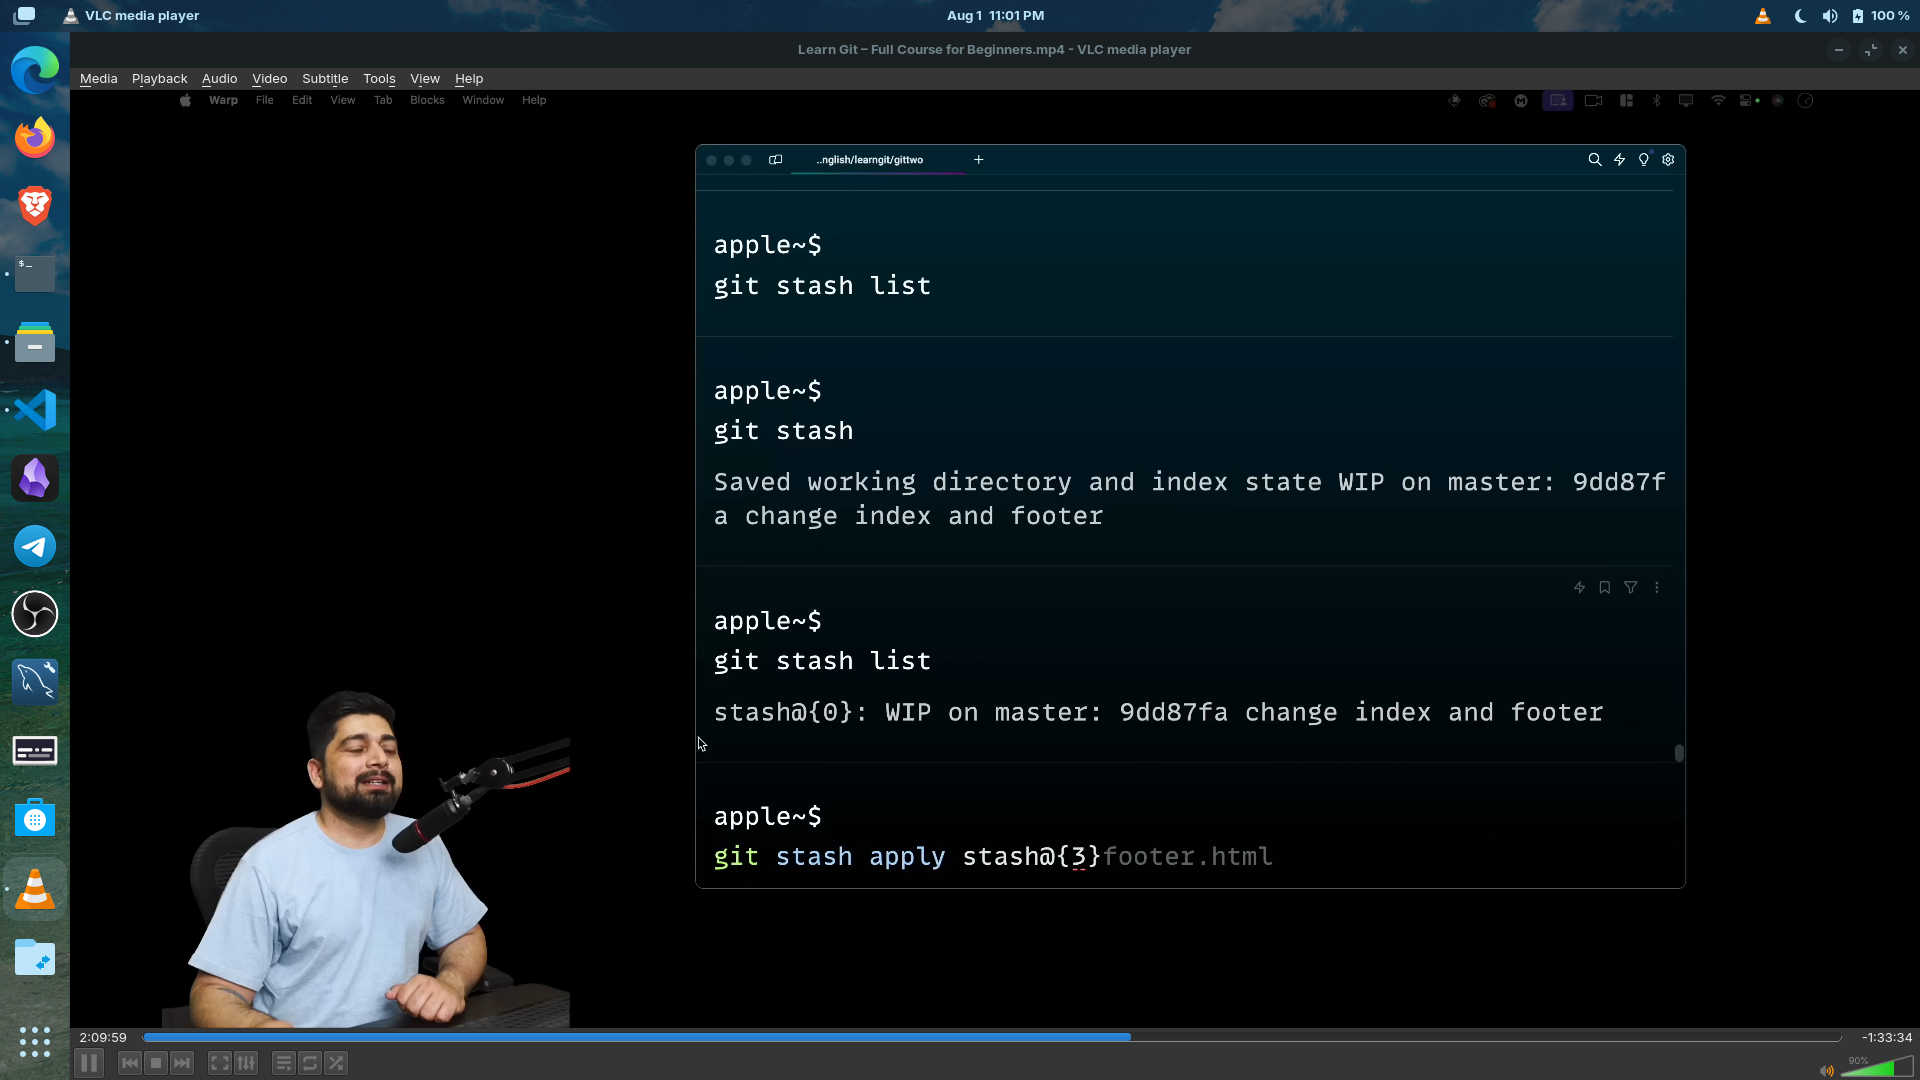 VLC media player
Aug 1 11:01 PM
100 %
Learn Git – Full Course for Beginners.mp4 - VLC media player
Media Playback Audio Video Subtitle Tools View Help
Warp File Edit View Tab Blocks Window Help
..nglish/learngit/gittwo
apple~$
git stash list
apple~$
git stash
Saved working directory and index state WIP on master: 9dd87f
a change index and footer
apple~$
git stash list
stash@{0}: WIP on master: 9dd87fa change index and footer
apple~$
git stash apply stash@{3}footer.html
2:09:59
-1:33:34
90%